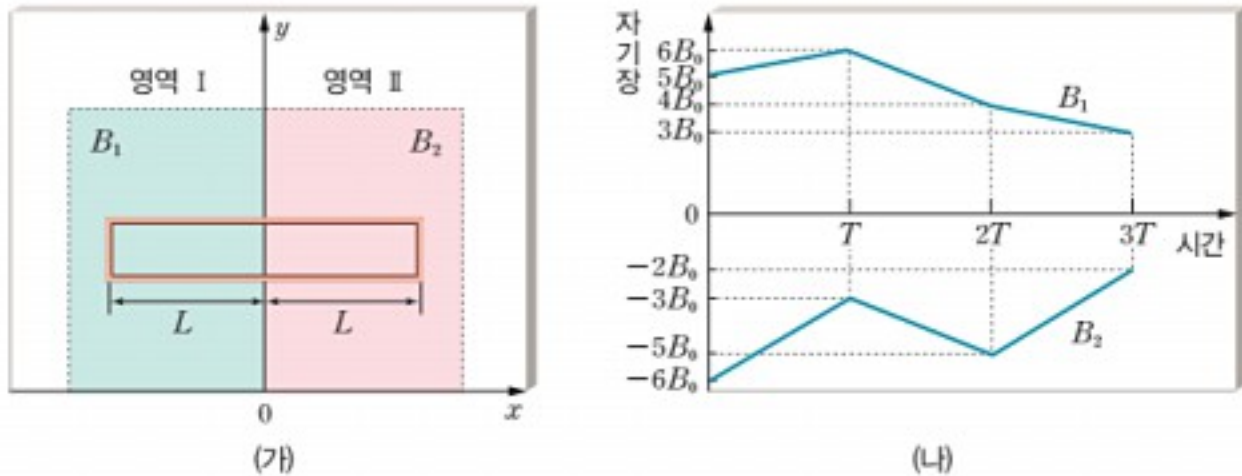 y
영역 Ⅰ
영역 Ⅱ
B₁
B₂
L
L
0
x
(가)
자기장
6B₀
5B₀
4B₀
3B₀
0
-2B₀
-3B₀
-5B₀
-6B₀
B₁
B₂
T
2T
3T
시간
(나)